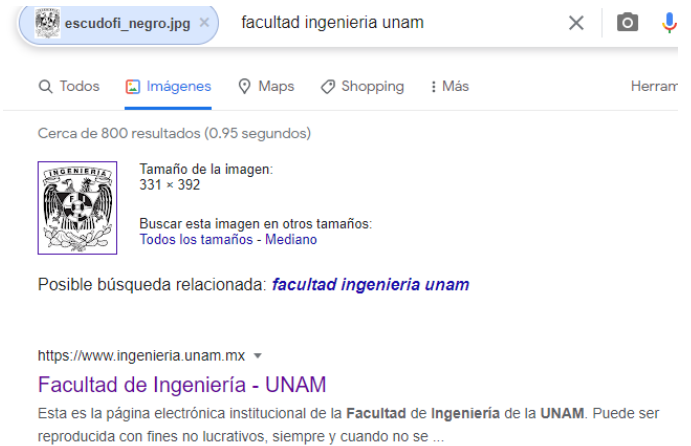 escudofi_negro.jpg × facultad ingenieria unam
Todos Imágenes Maps Shopping Más Herram
Cerca de 800 resultados (0.95 segundos)
INGENIERIA
F I
Tamaño de la imagen:
331 × 392
Buscar esta imagen en otros tamaños:
Todos los tamaños - Mediano
Posible búsqueda relacionada: facultad ingenieria unam
https://www.ingenieria.unam.mx
Facultad de Ingeniería - UNAM
Esta es la página electrónica institucional de la Facultad de Ingeniería de la UNAM. Puede ser
reproducida con fines no lucrativos, siempre y cuando no se ...